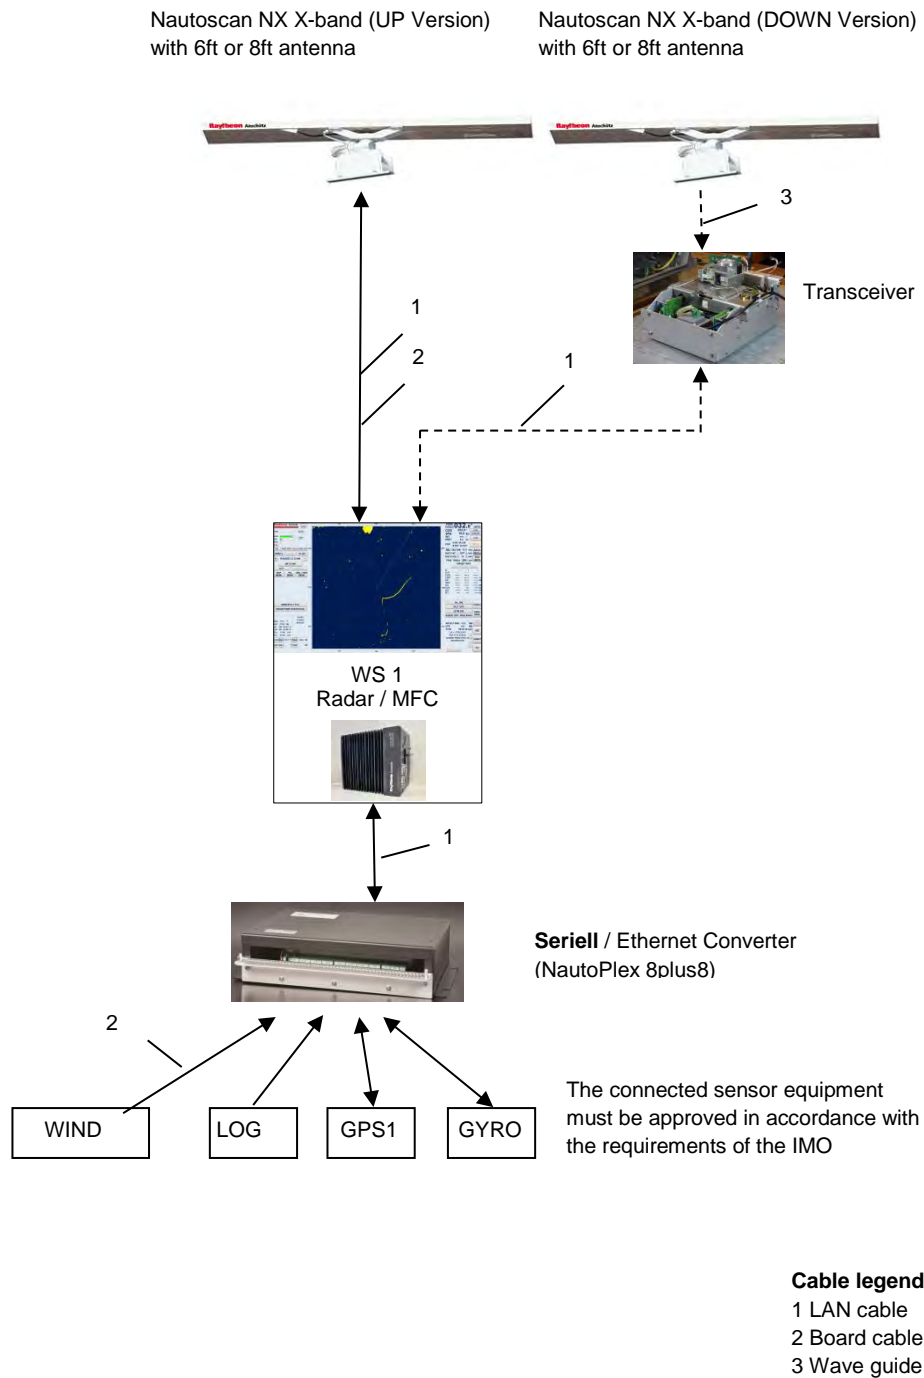 Nautoscan NX X-band (UP Version)
with 6ft or 8ft antenna
Nautoscan NX X-band (DOWN Version)
with 6ft or 8ft antenna
Raytheon Anschütz
Raytheon Anschütz
3
Transceiver
1
2
1
WS 1
Radar / MFC
1
Seriell / Ethernet Converter
(NautoPlex 8plus8)
2
WIND
LOG
GPS1
GYRO
The connected sensor equipment
must be approved in accordance with
the requirements of the IMO
Cable legend
1 LAN cable
2 Board cable
3 Wave guide